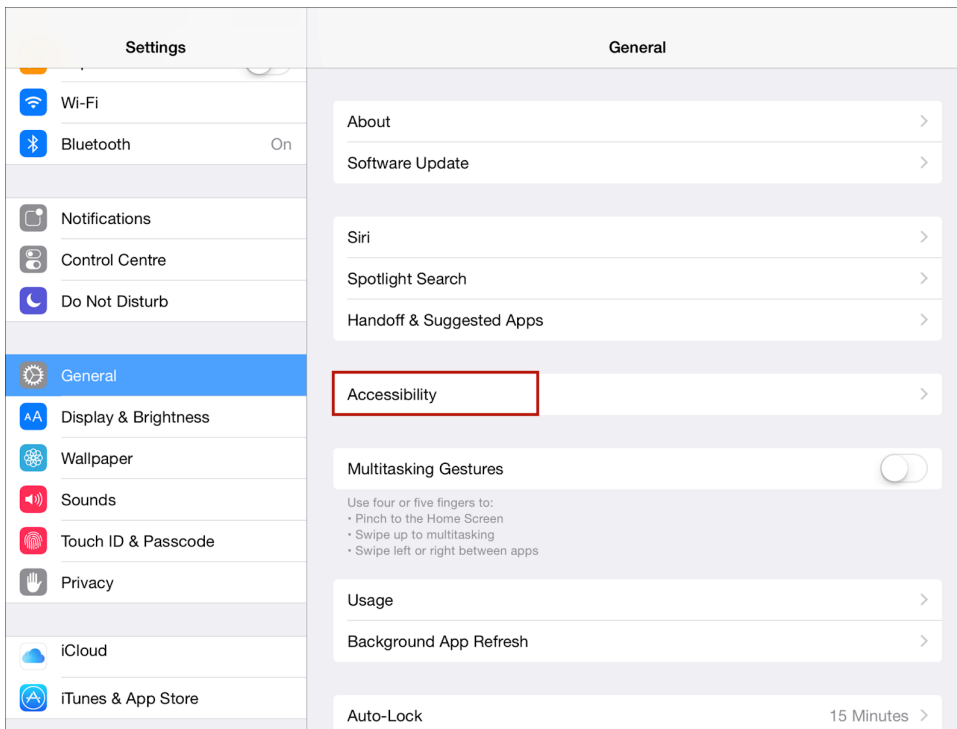 Settings
Wi-Fi
Bluetooth On
Notifications
Control Centre
Do Not Disturb
General
AA Display & Brightness
Wallpaper
Sounds
Touch ID & Passcode
Privacy
iCloud
iTunes & App Store
General
About
Software Update
Siri
Spotlight Search
Handoff & Suggested Apps
Accessibility
Multitasking Gestures
Use four or five fingers to:
• Pinch to the Home Screen
• Swipe up to multitasking
• Swipe left or right between apps
Usage
Background App Refresh
Auto-Lock 15 Minutes